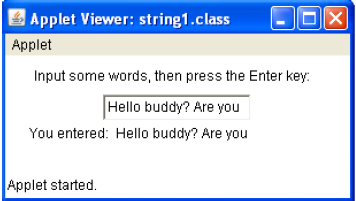 Applet Viewer: string1.class
Applet
Input some words, then press the Enter key:
Hello buddy? Are you
You entered: Hello buddy? Are you
Applet started.